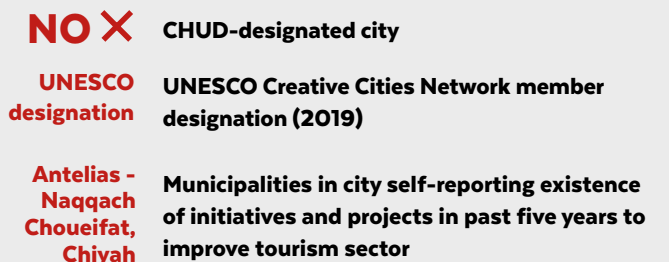 NO X CHUD-designated city
UNESCO
designation
UNESCO Creative Cities Network member
designation (2019)
Antelias -
Naqqach
Choueifat,
Chiyah
Municipalities in city self-reporting existence
of initiatives and projects in past five years to
improve tourism sector